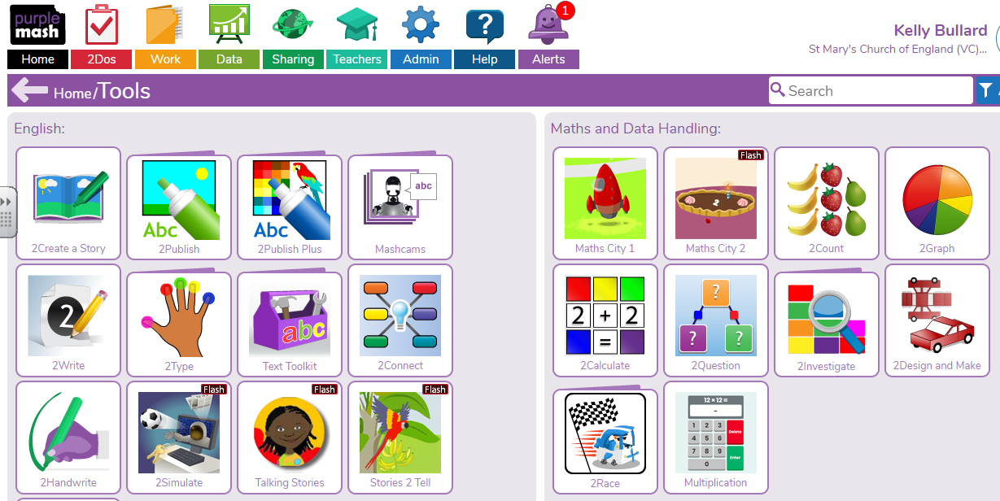 purple
mash
1
?
Home
2Dos
Work
Data
Sharing
Teachers
Admin
Help
Alerts
Kelly Bullard
St Mary's Church of England (VC)...
Home/Tools
Search
English:
2Create a Story
Abc
2Publish
Abc
2Publish Plus
abc
Mashcams
2
2Write
2Type
abc
Text Toolkit
2Connect
2Handwrite
Flash
NEWS
2Simulate
Flash
Talking Stories
Flash
Stories 2 Tell
Maths and Data Handling:
Maths City 1
Flash
2
Maths City 2
2Count
2Graph
2 + 2
=
2Calculate
?
? ?
2Question
2Investigate
2Design and Make
2Race
12 × 12 =
-
1 2 3 Delete
4 5 6
7 8 9 Enter
0
Multiplication